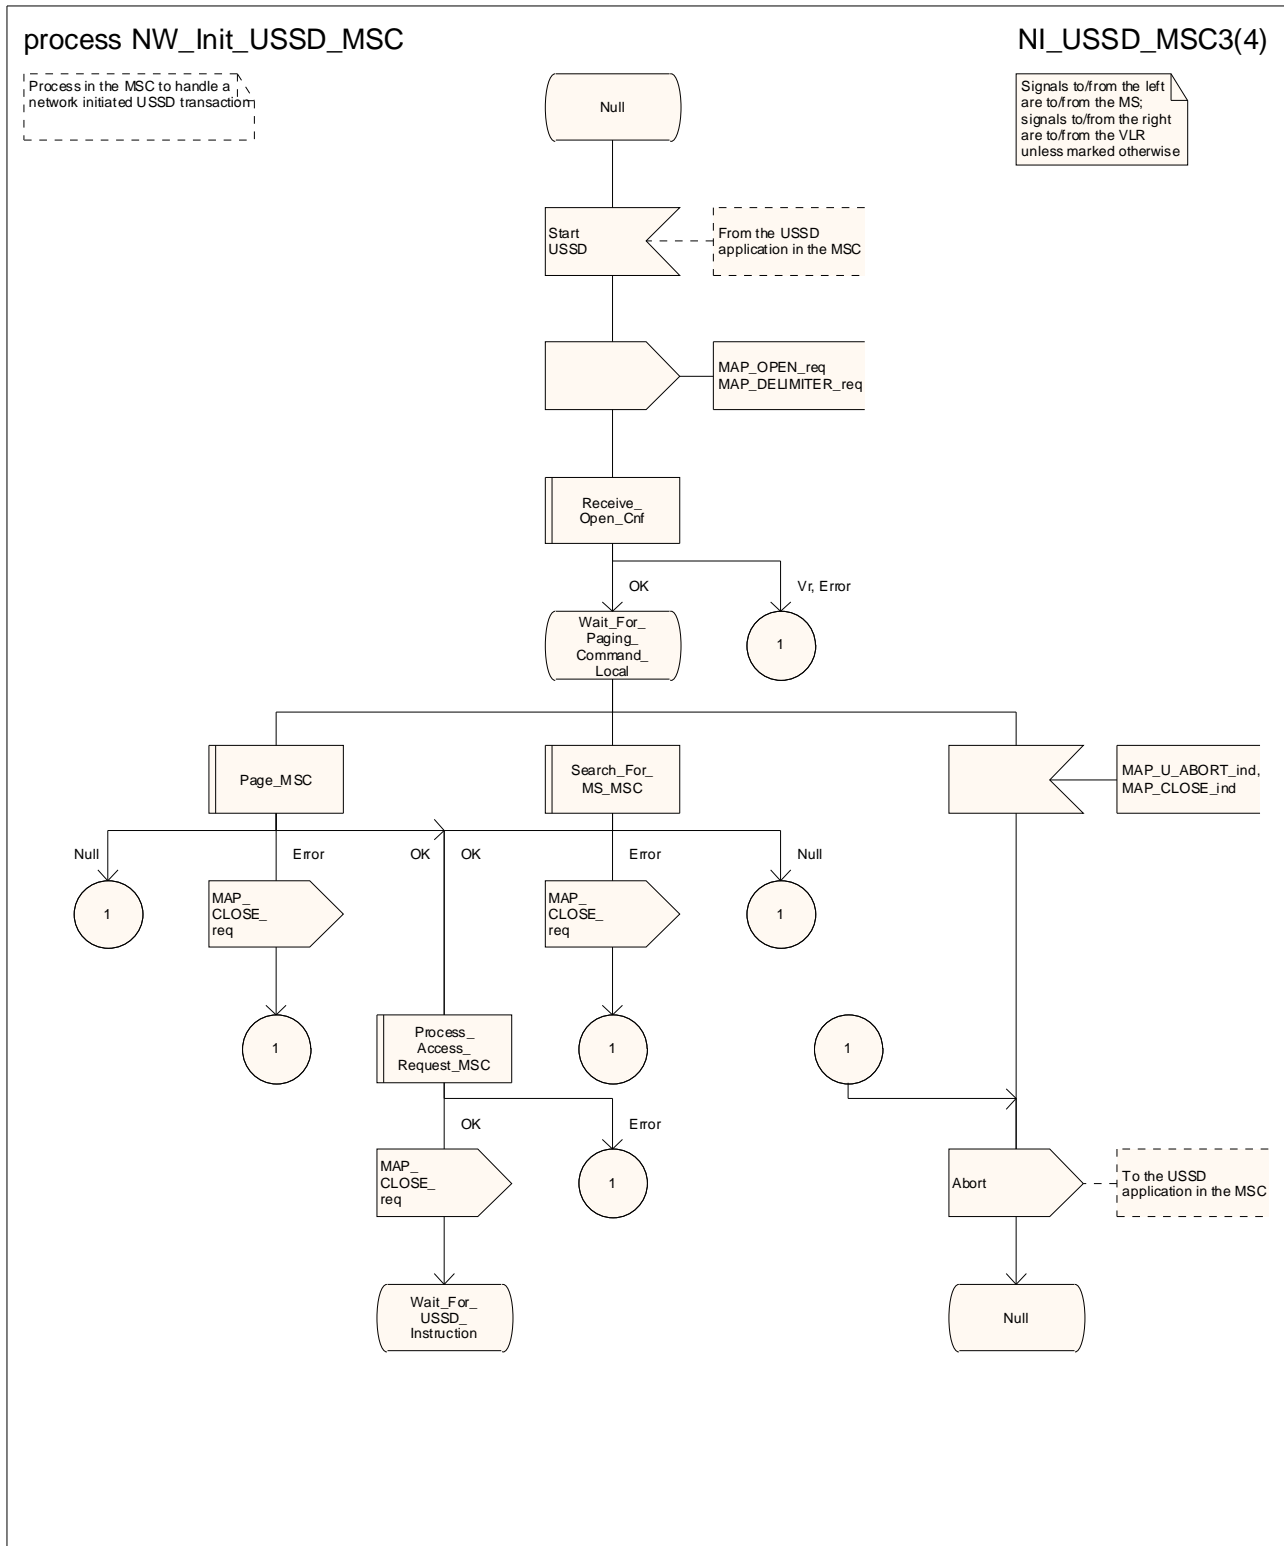 process NW_Init_USSD_MSC
NI_USSD_MSC3(4)
Process in the MSC to handle a
network initiated USSD transaction
Signals to/from the left
are to/from the MS;
signals to/from the right
are to/from the VLR
unless marked otherwise
Null
Start
USSD
From the USSD
application in the MSC
MAP_OPEN_req
MAP_DELIMITER_req
Receive_
Open_Cnf
OK
Vr, Error
Wait_For_
Paging_
Command_
Local
1
Page_MSC
Search_For_
MS_MSC
MAP_U_ABORT_ind,
MAP_CLOSE_ind
Null
Error
OK
OK
Error
Null
1
MAP_
CLOSE_
req
MAP_
CLOSE_
req
1
1
Process_
Access_
Request_MSC
1
1
OK
Error
MAP_
CLOSE_
req
1
Abort
To the USSD
application in the MSC
Wait_For_
USSD_
Instruction
Null